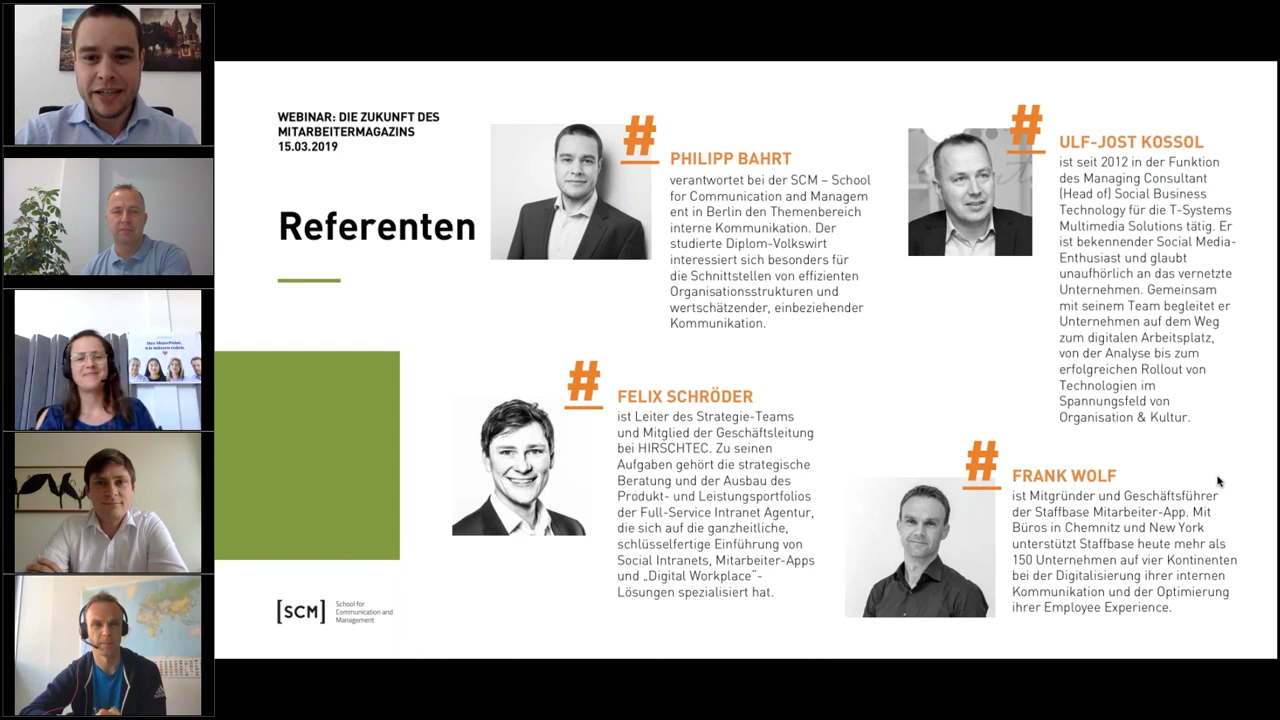 WEBINAR: DIE ZUKUNFT DES
MITARBEITERMAGAZINS
15.03.2019
Referenten
#
PHILIPP BAHRT
verantwortet bei der SCM – School
for Communication and Managem
ent in Berlin den Themenbereich
interne Kommunikation. Der
studierte Diplom-Volkswirt
interessiert sich besonders für
die Schnittstellen von effizienten
Organisationsstrukturen und
wertschätzender, einbeziehender
Kommunikation.
#
ULF-JOST KOSSOL
ist seit 2012 in der Funktion
des Managing Consultant
(Head of) Social Business
Technology für die T-Systems
Multimedia Solutions tätig. Er
ist bekennender Social Media-
Enthusiast und glaubt
unaufhörlich an das vernetzte
Unternehmen. Gemeinsam
mit seinem Team begleitet er
Unternehmen auf dem Weg
zum digitalen Arbeitsplatz,
von der Analyse bis zum
erfolgreichen Rollout von
Technologien im
Spannungsfeld von
Organisation & Kultur.
#
FELIX SCHRÖDER
ist Leiter des Strategie-Teams
und Mitglied der Geschäftsleitung
bei HIRSCHTEC. Zu seinen
Aufgaben gehört die strategische
Beratung und der Ausbau des
Produkt- und Leistungsportfolios
der Full-Service Intranet Agentur,
die sich auf die ganzheitliche,
schlüsselfertige Einführung von
Social Intranets, Mitarbeiter-Apps
und „Digital Workplace“-
Lösungen spezialisiert hat.
#
FRANK WOLF
ist Mitgründer und Geschäftsführer
der Staffbase Mitarbeiter-App. Mit
Büros in Chemnitz und New York
unterstützt Staffbase heute mehr als
150 Unternehmen auf vier Kontinenten
bei der Digitalisierung ihrer internen
Kommunikation und der Optimierung
ihrer Employee Experience.
[SCM]
School for
Communication and
Management
Hey SharePoint,
wir müssen reden.
adidas